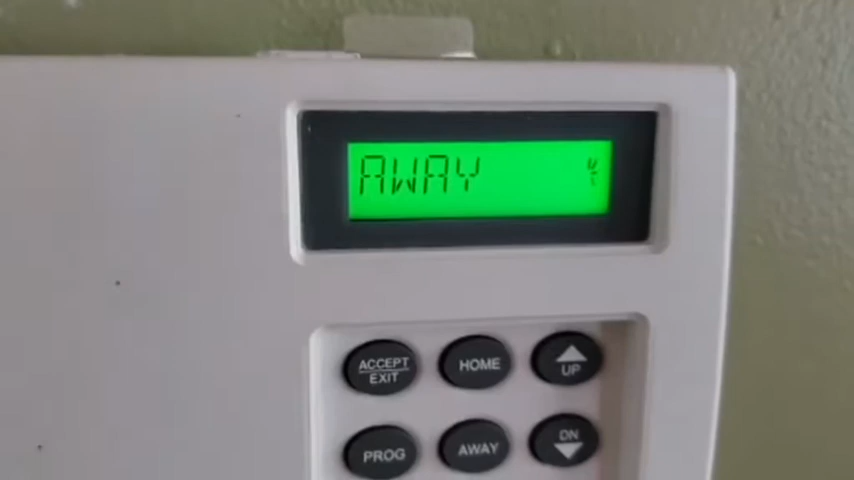 AWAY
ACCEPT
EXIT
HOME
UP
PROG
AWAY
DN